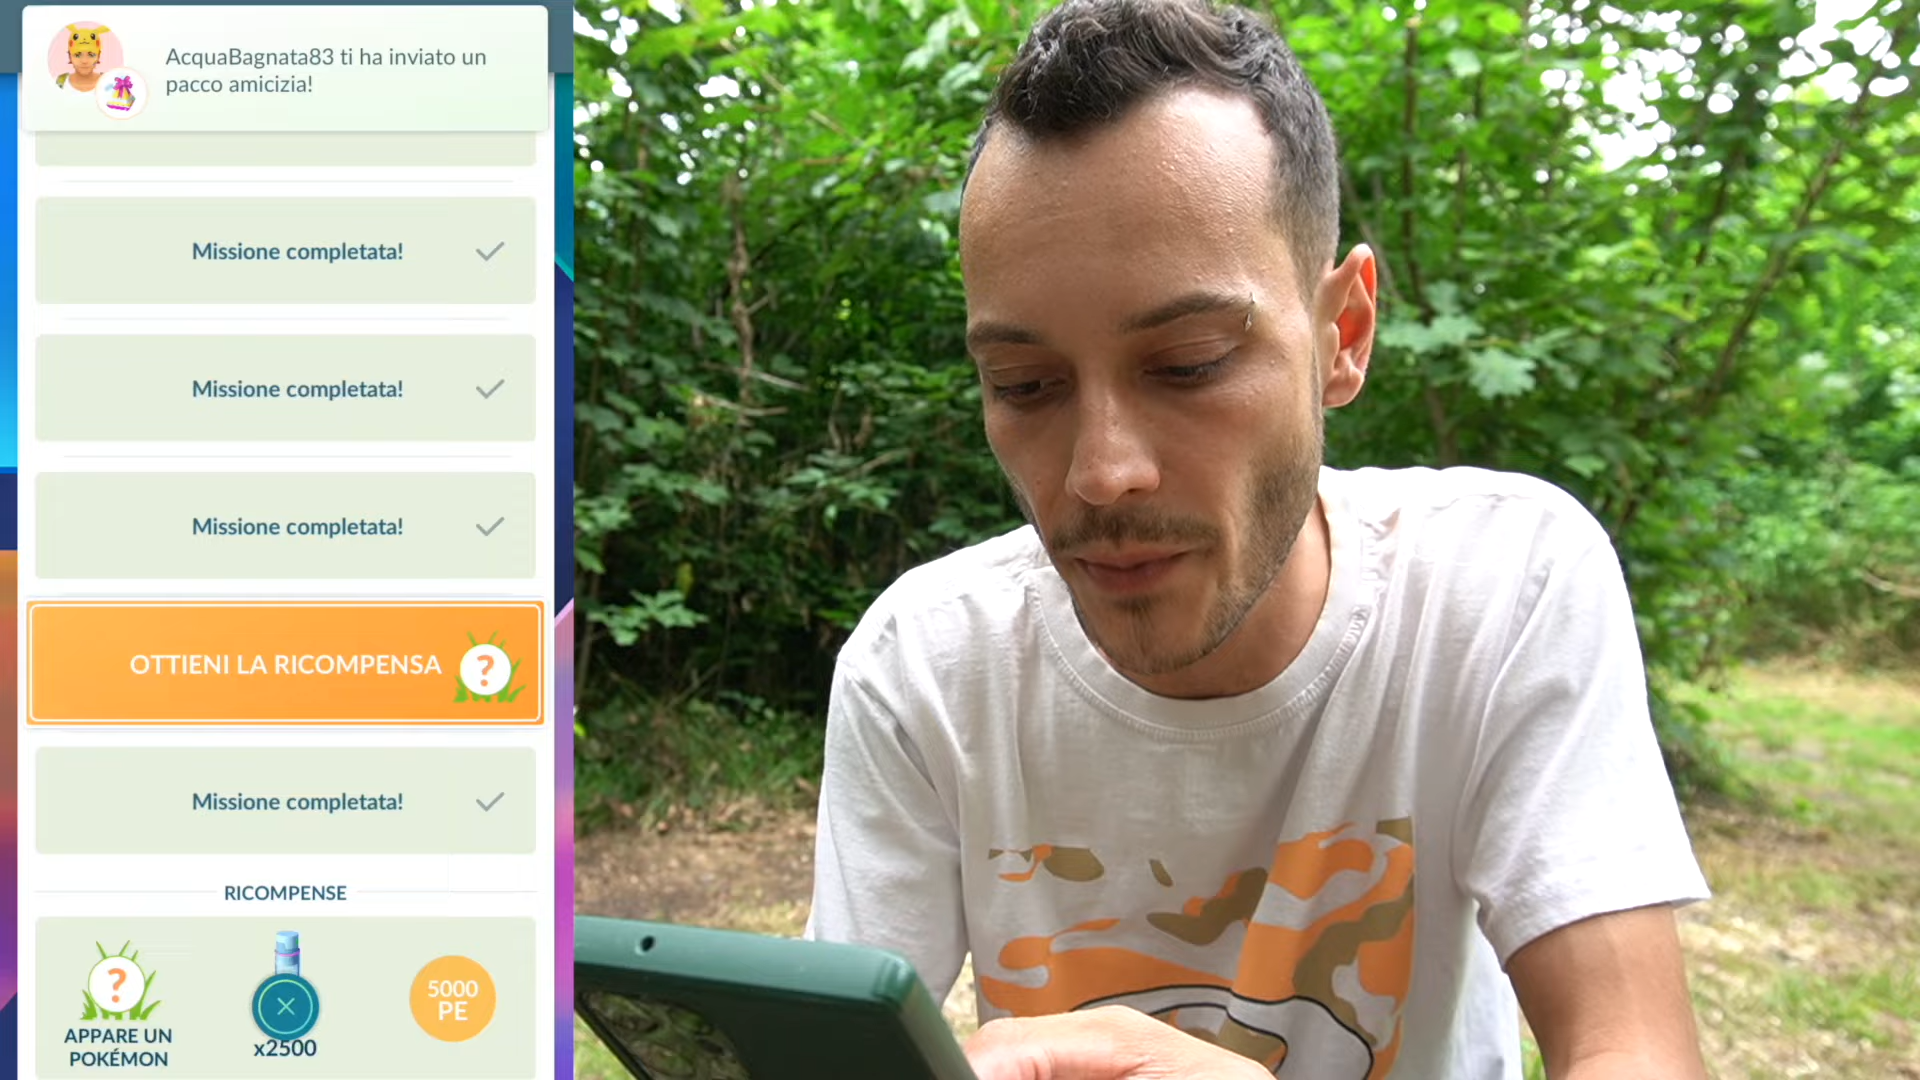 AcquaBagnata83 ti ha inviato un
pacco amicizia!
Missione completata!
Missione completata!
Missione completata!
OTTIENI LA RICOMPENSA
?
Missione completata!
RICOMPENSE
?
APPARE UN
POKÉMON
x2500
5000
PE